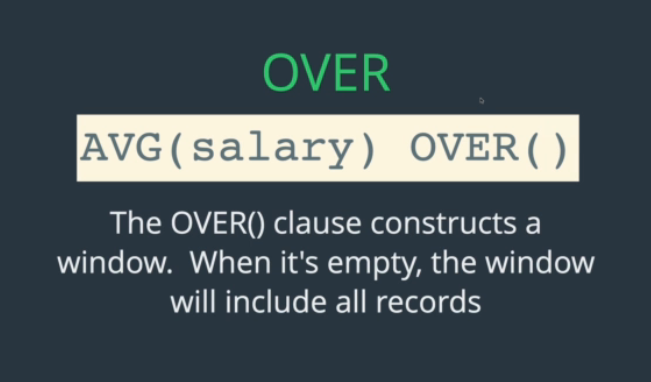 OVER
AVG(salary) OVER()
The OVER() clause constructs a
window. When it's empty, the window
will include all records